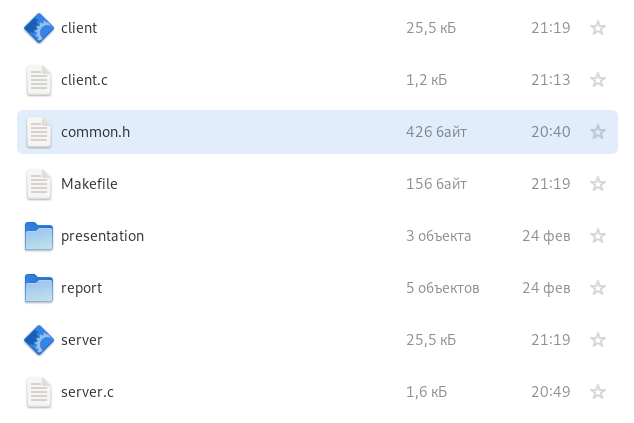 client 25,5 кБ 21:19
client.c 1,2 кБ 21:13
common.h 426 байт 20:40
Makefile 156 байт 21:19
presentation 3 объекта 24 фев
report 5 объектов 24 фев
server 25,5 кБ 21:19
server.c 1,6 кБ 20:49